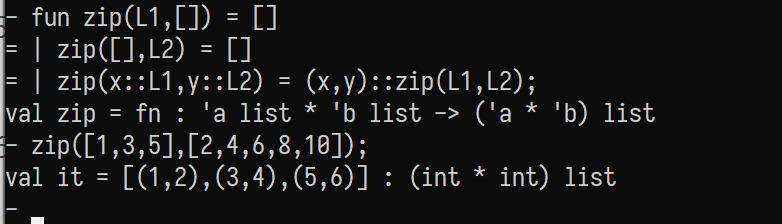 - fun zip(L1,[]) = []
= | zip([],L2) = []
= | zip(x::L1,y::L2) = (x,y)::zip(L1,L2);
val zip = fn : 'a list * 'b list -> ('a * 'b) list
- zip([1,3,5],[2,4,6,8,10]);
val it = [(1,2),(3,4),(5,6)] : (int * int) list
-